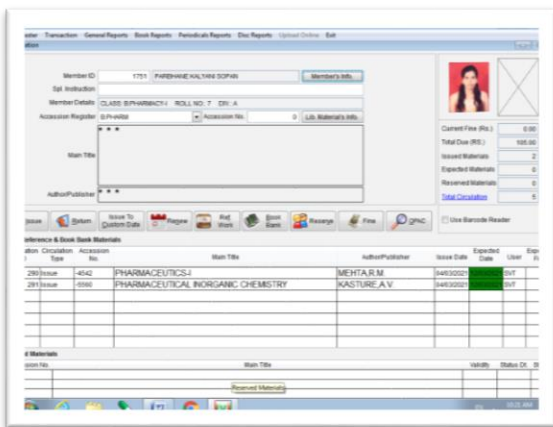 Transaction General Reports Book Reports Periodicals Reports Disc Reports Upload Online Exit
Member ID 1751 PARDHANE KALYANI SOPAN Member's Info.
Spl. Instruction
Member Details CLASS: B.PHARMACY-I ROLL NO.: 7 DIV.: A
Accession Register B.PHARM Accession No. 0 Lib. Material's Info.
* * *
Main Title
Current Fine (Rs.) 0.00
Total Due (RS.) 105.00
Issued Materials 2
Expected Materials 0
Reserved Materials 0
Author/Publisher * * *
Total Circulation 5
Issue Return Issue To Custom Date Renew Ref. Work Book Bank Reserve Fine OPAC
Use Barcode Reader
Reference & Book Bank Materials
Circulation Type Accession No. Main Title Author/Publisher Issue Date Expected Date User
290 Issue -4542 PHARMACEUTICS-I MEHTA,R.M. 04/03/2021 SVT
291 Issue -5560 PHARMACEUTICAL INORGANIC CHEMISTRY KASTURE,A.V. 04/03/2021 SVT
Materials
No. Main Title Validity Status Dt.
Reserved Materials